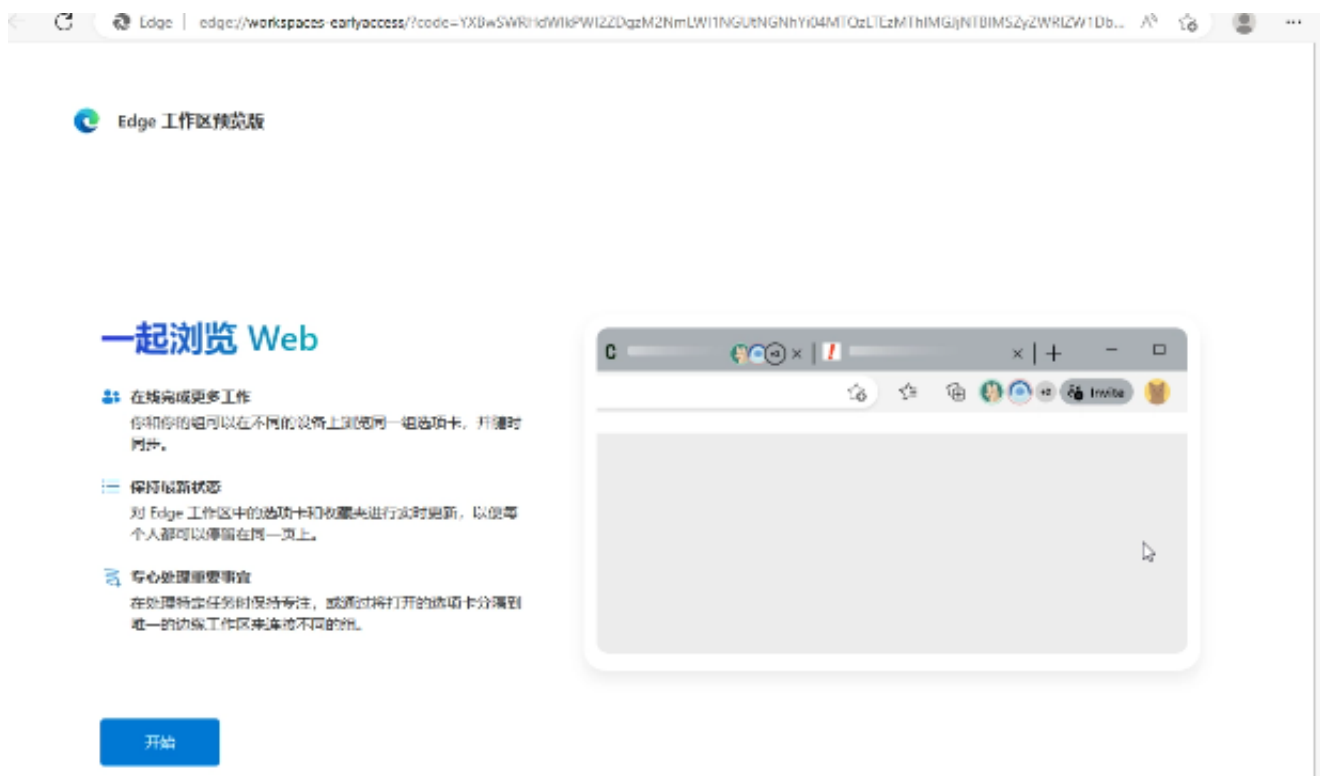 Edge edge://workspaces-earlyaccess/?code=
Edge 工作区预览版
一起浏览 Web
在线完成更多工作
你和你的组可以在不同的设备上浏览同一组选项卡，并随时
同步。
保持最新状态
对 Edge 工作区中的选项卡和收藏夹进行实时更新，以便每
个人都可以停留在同一页上。
专心处理重要事宜
在处理特定任务时保持专注，或通过将打开的选项卡分隔到
唯一的边缘工作区来连接不同的组。
C
+2
!
+2 Invite
开始